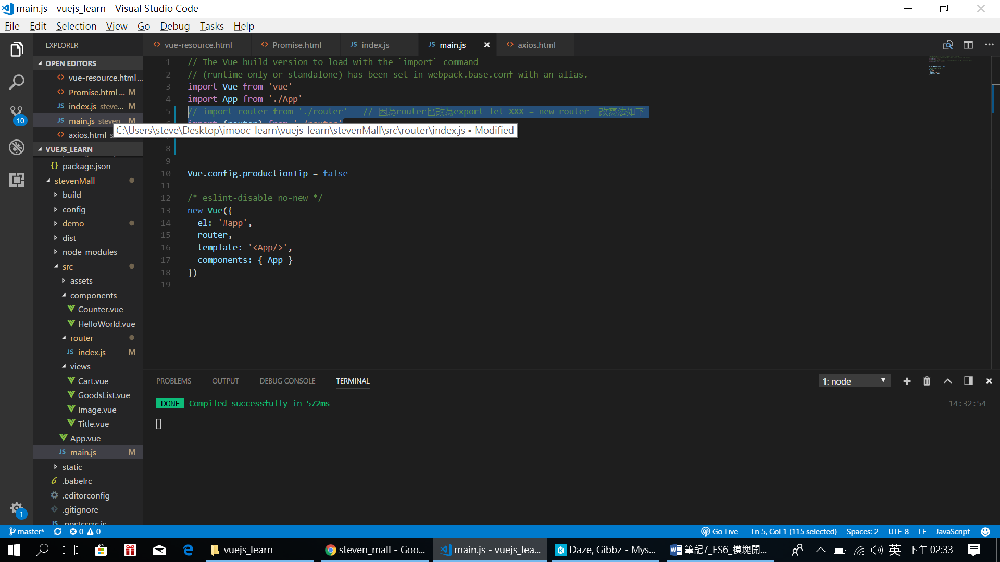 main.js - vuejs_learn - Visual Studio Code
File Edit Selection View Go Debug Tasks Help
EXPLORER
vue-resource.html Promise.html index.js main.js axios.html
OPEN EDITORS
vue-resource.html...
Promise.html ... M
index.js steve... M
main.js steven... M
axios.html s
C:\Users\steve\Desktop\imooc_learn\vuejs_learn\stevenMall\src\router\index.js • Modified
VUEJS_LEARN
package.json
stevenMall
build
config
demo
dist
node_modules
src
assets
components
Counter.vue
HelloWorld.vue
router
index.js M
views
Cart.vue
GoodsList.vue
Image.vue
Title.vue
App.vue
main.js M
static
.babelrc
.editorconfig
.gitignore
.postcssrc.js
1 // The Vue build version to load with the `import` command
2 // (runtime-only or standalone) has been set in webpack.base.conf with an alias.
3 import Vue from 'vue'
4 import App from './App'
5 // import router from './router' // 因為router也改為export let XXX = new router 改寫法如下
import {router} from './router'
8
9
10 Vue.config.productionTip = false
11
12 /* eslint-disable no-new */
13 new Vue({
14 el: '#app',
15 router,
16 template: '<App/>',
17 components: { App }
18 })
19
PROBLEMS OUTPUT DEBUG CONSOLE TERMINAL 1: node
DONE Compiled successfully in 572ms 14:32:54
10
1
master* 0 0 Go Live Ln 5, Col 1 (115 selected) Spaces: 2 UTF-8 LF JavaScript
vuejs_learn steven_mall - Goo... main.js - vuejs_lea... Daze, Gibbz - Mys... 筆記7_ES6_模塊開... 英 下午 02:33